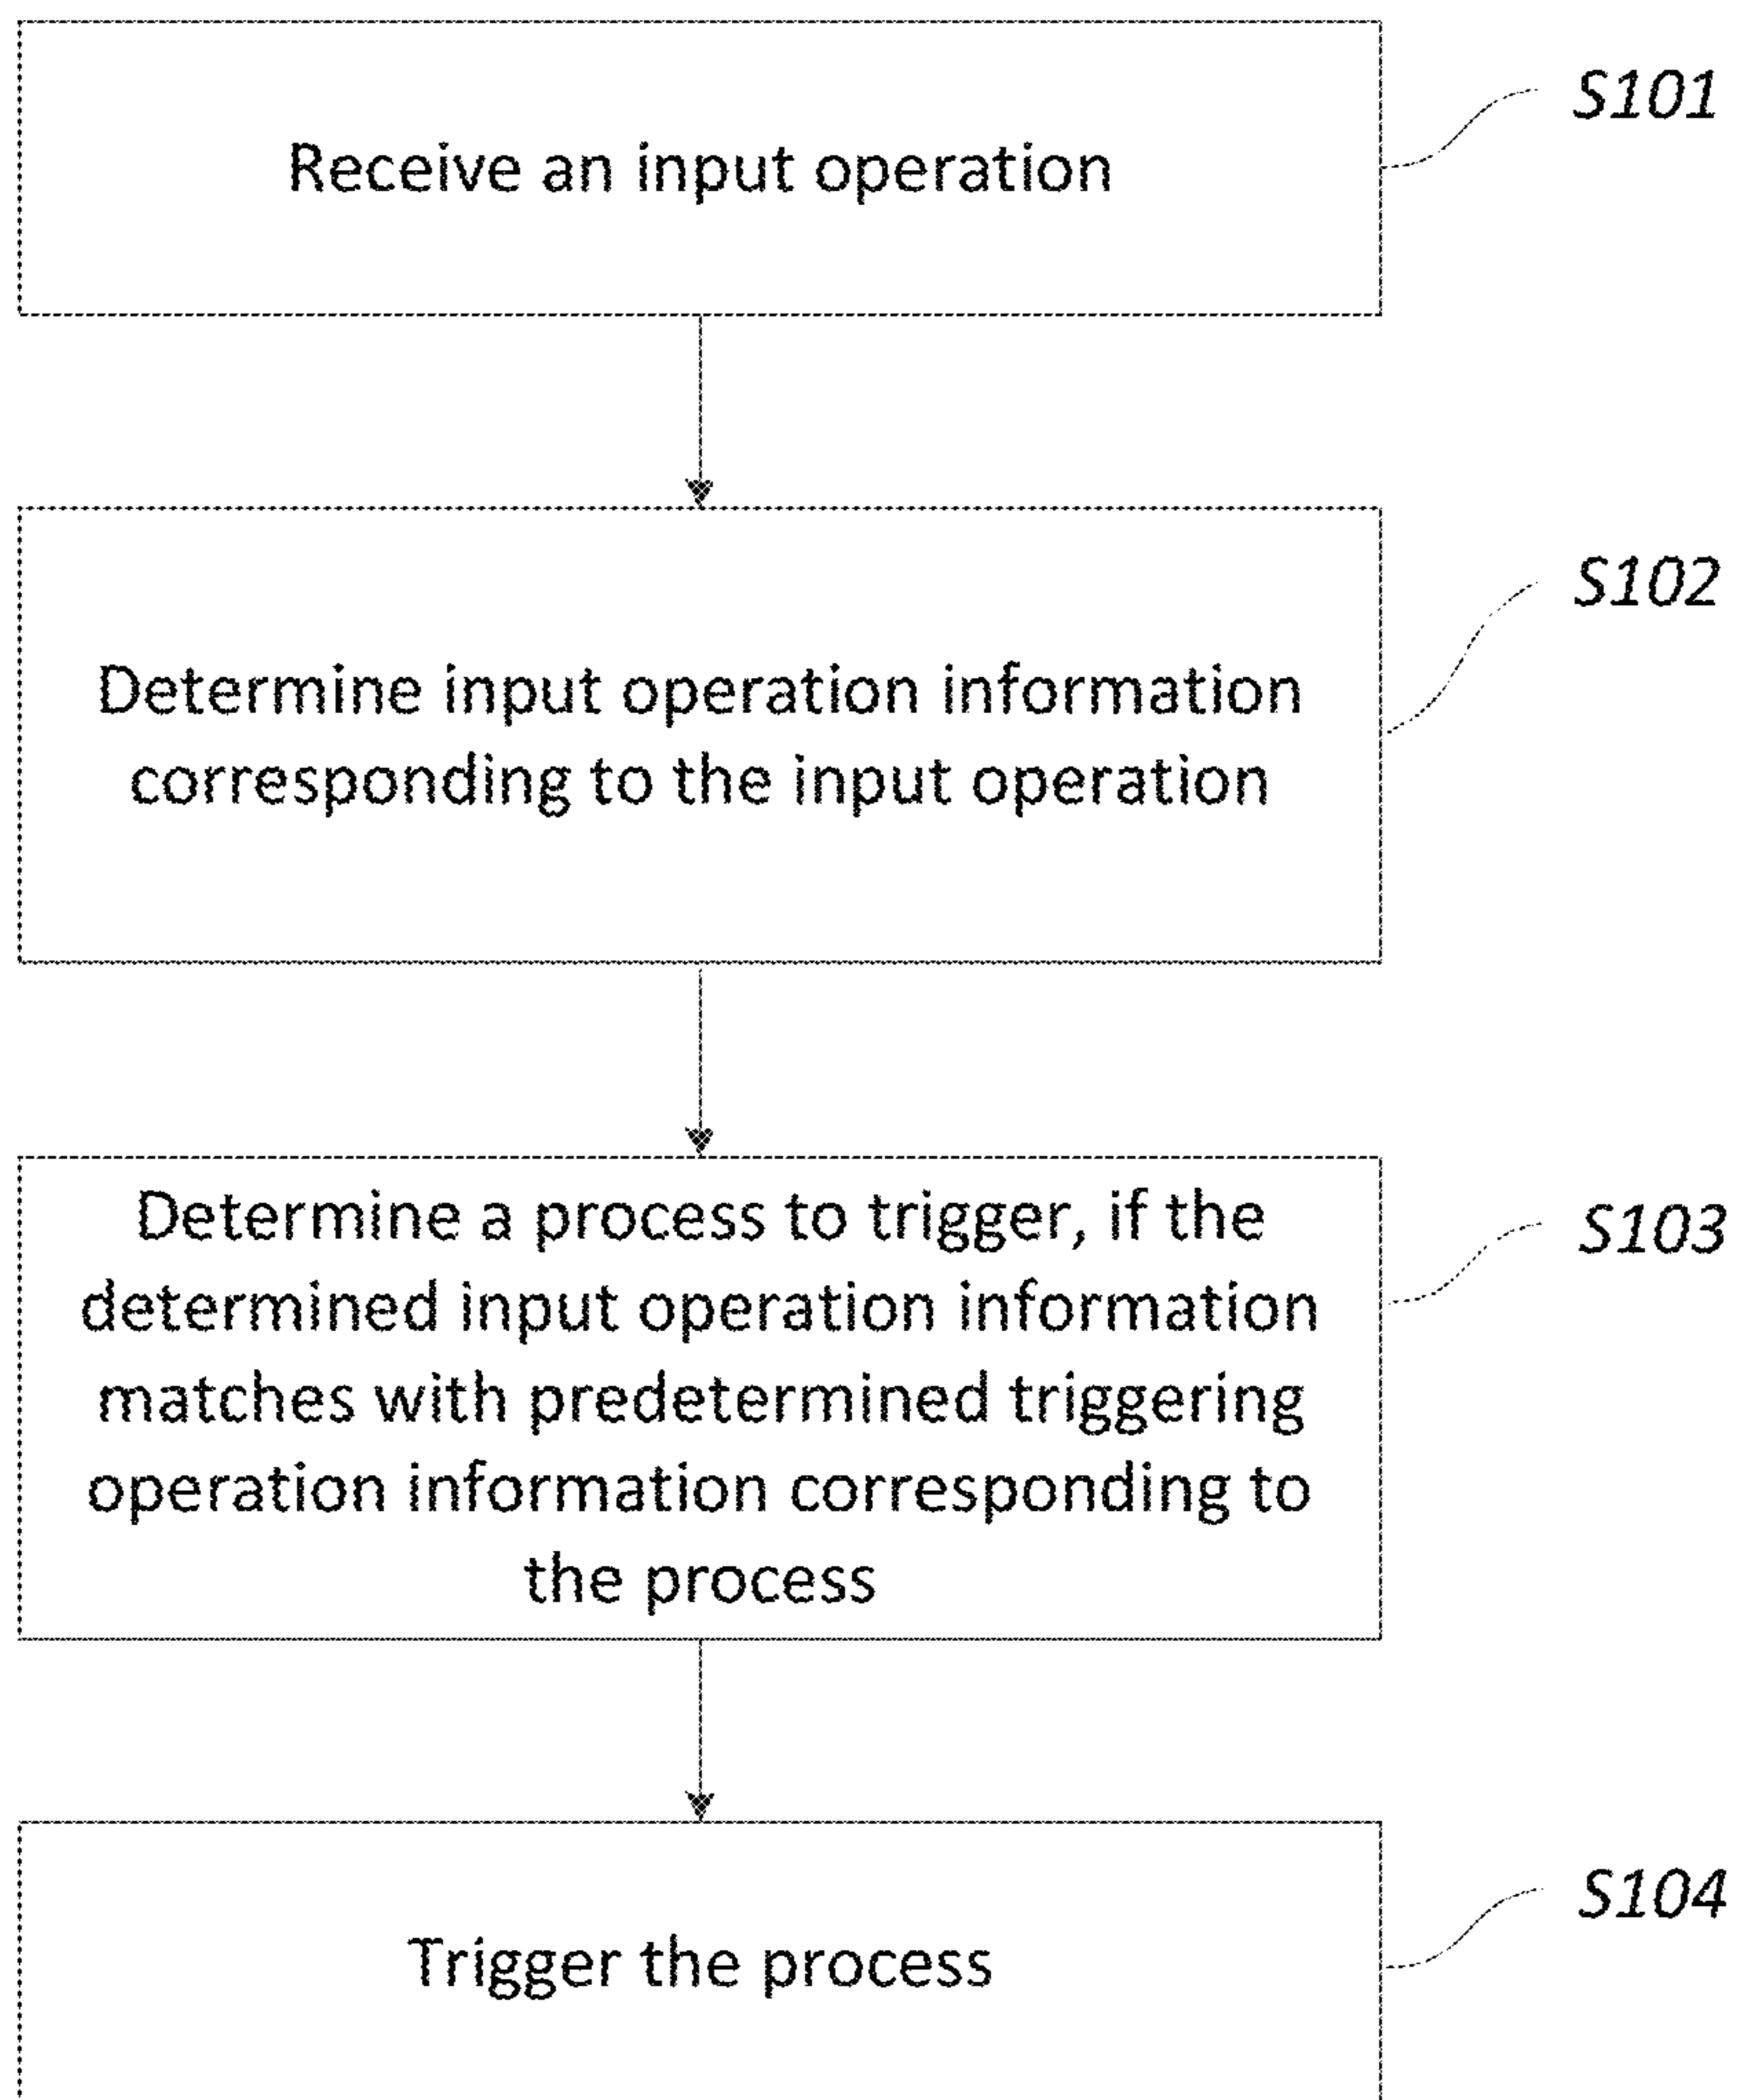 Receive an input operation
S101
Determine input operation information
corresponding to the input operation
S102
Determine a process to trigger, if the
determined input operation information
matches with predetermined triggering
operation information corresponding to
the process
S103
Trigger the process
S104